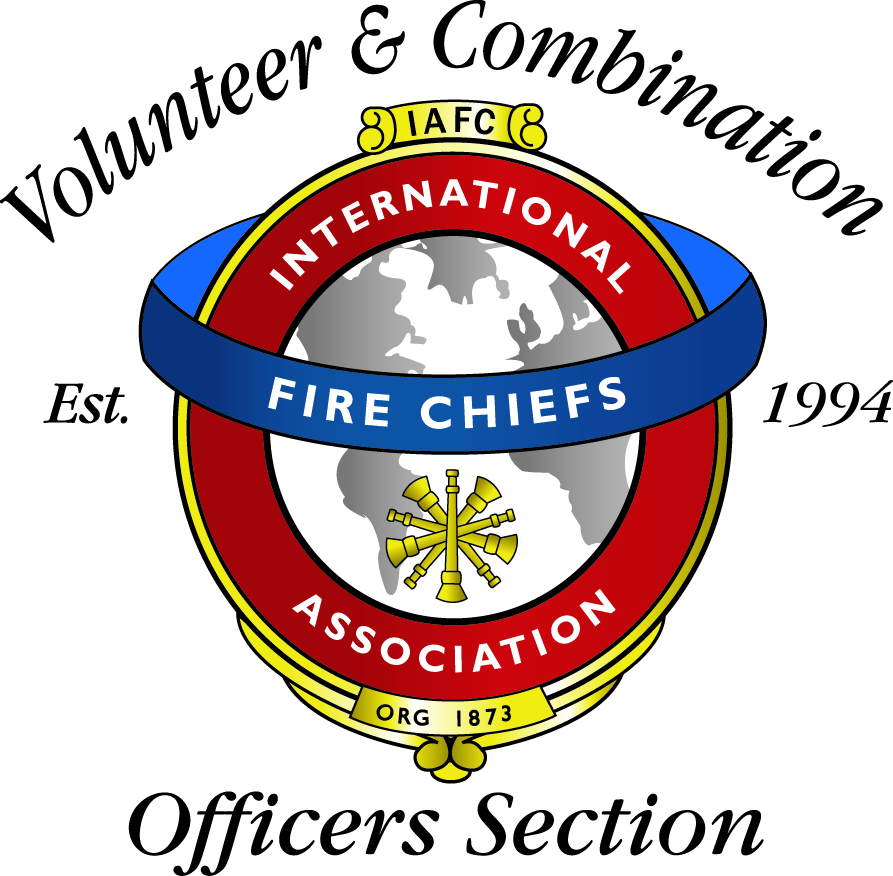 Volunteer & Combination
IAFC
INTERNATIONAL
FIRE CHIEFS
Est. 1994
ASSOCIATION
ORG 1873
Officers Section